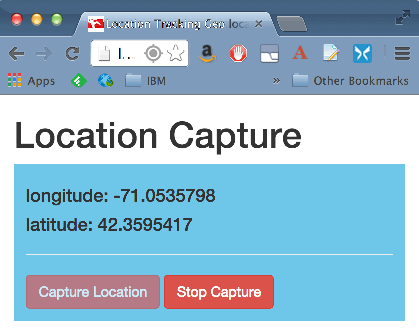 Location Tracking Geo loca
l...
Apps
IBM
»
Other Bookmarks
Location Capture
longitude: -71.0535798
latitude: 42.3595417
Capture Location
Stop Capture